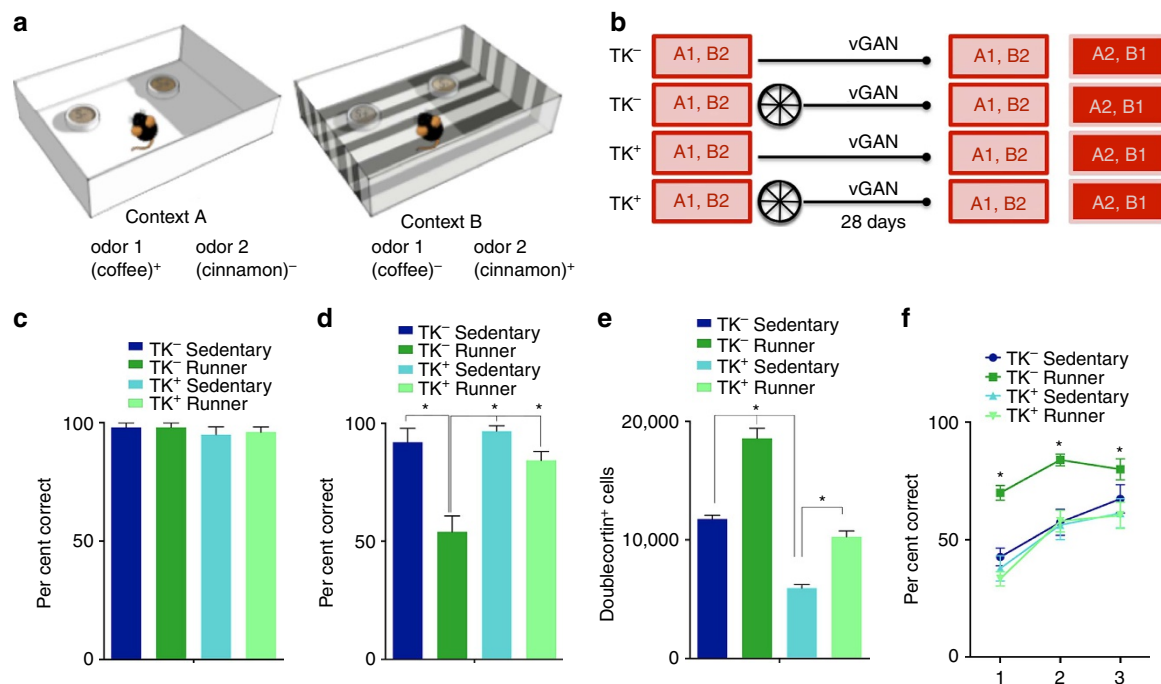 a
Context A
odor 1 odor 2
(coffee)+ (cinnamon)−
Context B
odor 1 odor 2
(coffee)− (cinnamon)+
b
TK− A1, B2 vGAN A1, B2 A2, B1
TK− A1, B2 vGAN A1, B2 A2, B1
TK+ A1, B2 vGAN A1, B2 A2, B1
TK+ A1, B2 vGAN A1, B2 A2, B1
28 days
c
TK− Sedentary
TK− Runner
TK+ Sedentary
TK+ Runner
100
50
0
Per cent correct
d
TK− Sedentary
TK− Runner
TK+ Sedentary
TK+ Runner
* * *
100
50
0
Per cent correct
e
TK− Sedentary
TK− Runner
TK+ Sedentary
TK+ Runner
*
*
20,000
10,000
0
Doublecortin+ cells
f
TK− Sedentary
TK− Runner
TK+ Sedentary
TK+ Runner
* * *
100
50
0
Per cent correct
1 2 3